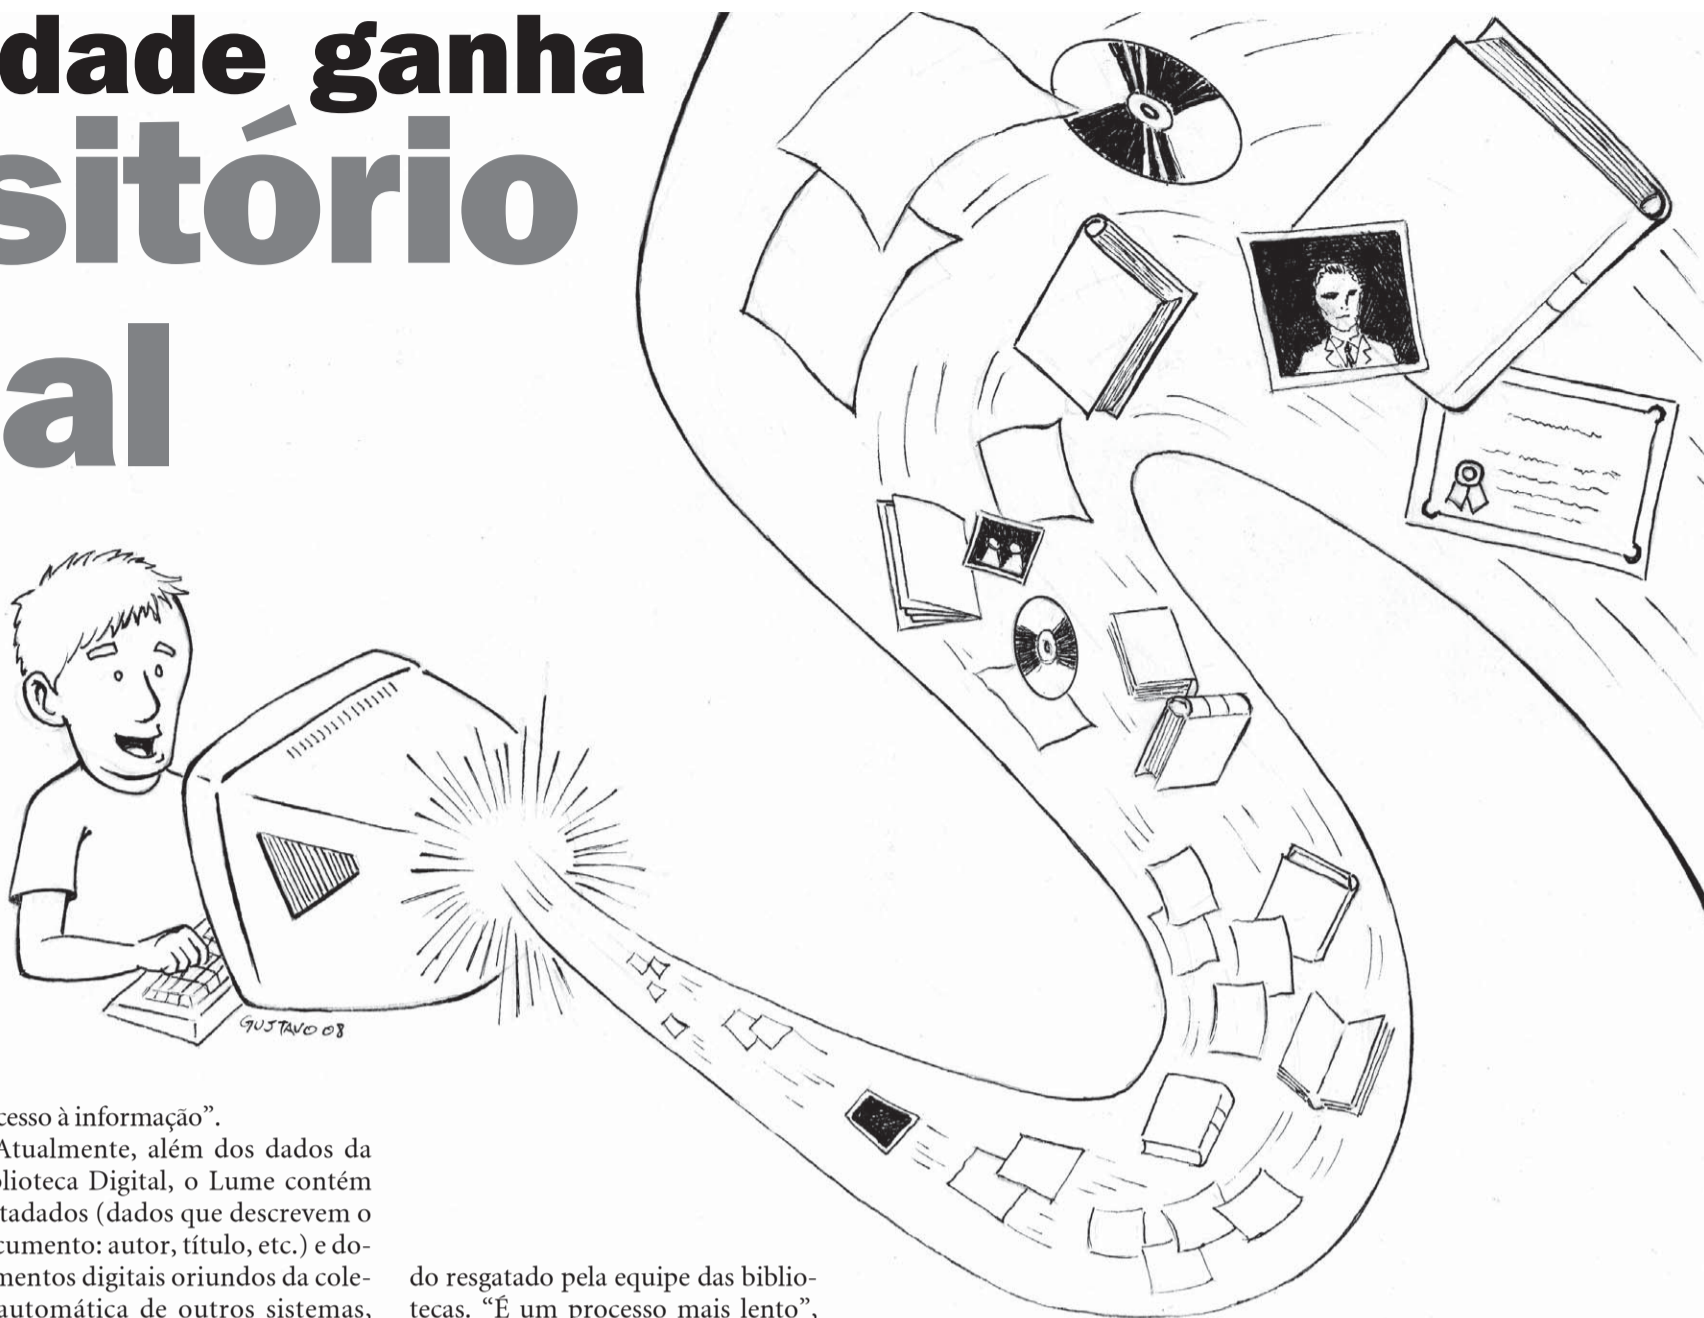 dade ganha
sitório
al
GUSTAVO 08
cesso à informação”.
Atualmente, além dos dados da
lioteca Digital, o Lume contém
tadados (dados que descrevem o
cumento: autor, título, etc.) e do-
mentos digitais oriundos da cole-
automática de outros sistemas,
do resgatado pela equipe das biblio-
tecas. “É um processo mais lento”,